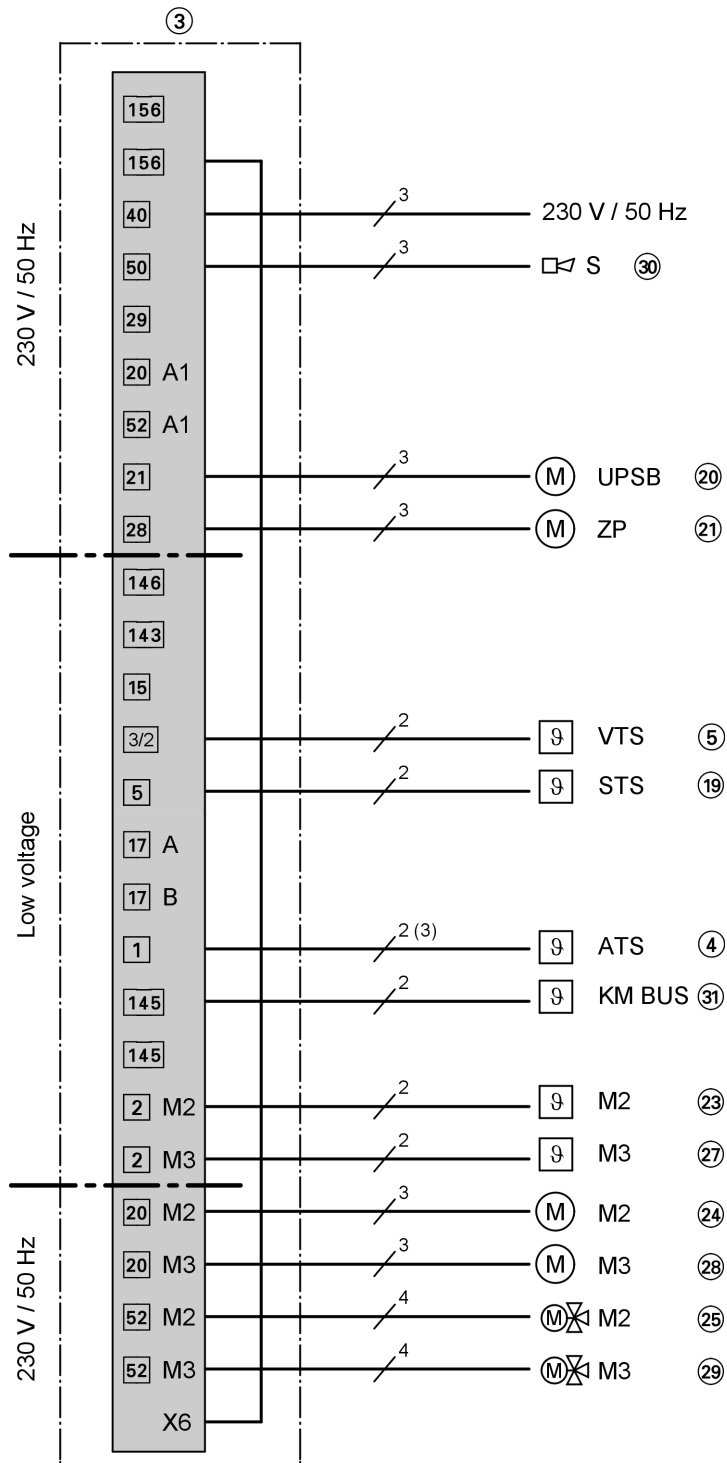 ③
156
156
40 3 230 V / 50 Hz
50 3 S ㉚
29
20 A1
52 A1
21 3 M UPSB ⑳
28 3 M ZP ㉑
146
143
15
3/2 2 ϑ VTS ⑤
5 2 ϑ STS ⑲
17 A
17 B
1 2 (3) ϑ ATS ④
145 2 ϑ KM BUS ㉛
145
2 M2 2 ϑ M2 ㉓
2 M3 2 ϑ M3 ㉗
20 M2 3 M M2 ㉔
20 M3 3 M M3 ㉘
52 M2 4 M M2 ㉕
52 M3 4 M M3 ㉙
X6
230 V / 50 Hz
Low voltage
230 V / 50 Hz